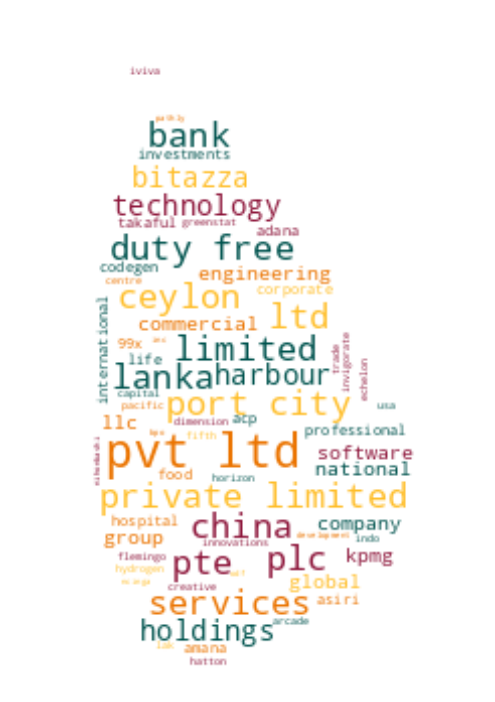 iviva
bank
investments
bitazza
technology
takaful greenstat
adana
duty free
codegen
engineering
centre
corporate
ceylon
ltd
international
commercial
99x
limited
life
trade
invigorate
echelon
lanka harbour
capital
pacific
port city
usa
dimension acp
llc
fifth
professional
pvt ltd
software
national
food
horizon
private limited
hospital
china
company
group
innovations
development
indo
flemingo
pte plc kpmg
hydrogen
global
creative
services
asiri
holdings
arcade
lak
amana
hatton